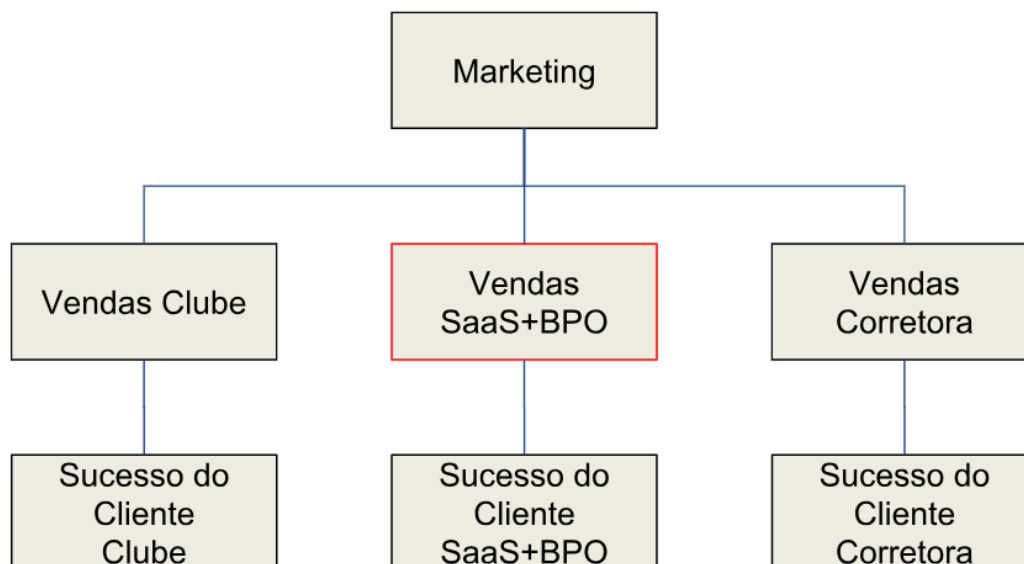 Marketing
Vendas Clube
Vendas
SaaS+BPO
Vendas
Corretora
Sucesso do
Cliente
Clube
Sucesso do
Cliente
SaaS+BPO
Sucesso do
Cliente
Corretora